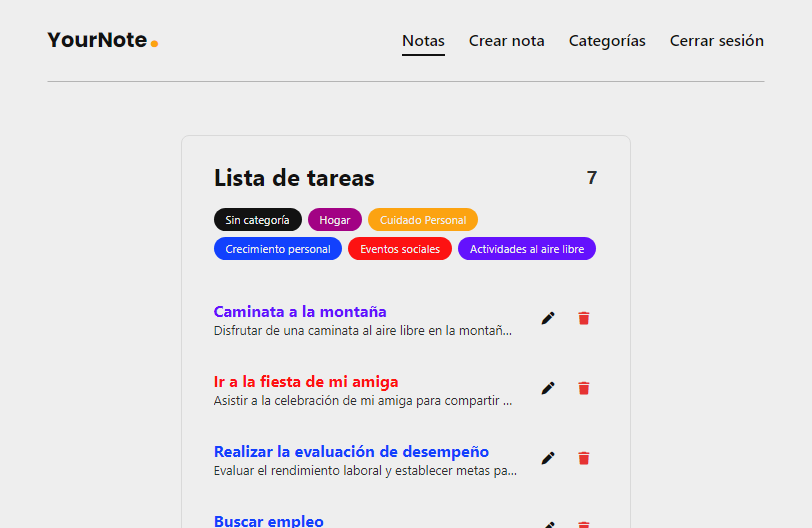 YourNote.
Notas Crear nota Categorías Cerrar sesión
Lista de tareas 7
Sin categoría Hogar Cuidado Personal
Crecimiento personal Eventos sociales Actividades al aire libre
Caminata a la montaña
Disfrutar de una caminata al aire libre en la montañ...
Ir a la fiesta de mi amiga
Asistir a la celebración de mi amiga para compartir ...
Realizar la evaluación de desempeño
Evaluar el rendimiento laboral y establecer metas pa...
Buscar empleo